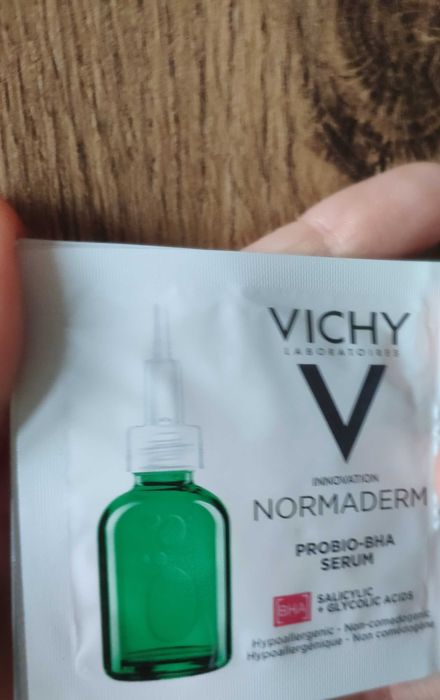 VICHY
LABORATOIRES
V
INNOVATION
NORMADERM
PROBIO-BHA
SERUM
[BHA] SALICYLIC
+ GLYCOLIC ACIDS
Hypoallergenic - Non-comedogenic
Hypoallergénique - Non comédogène